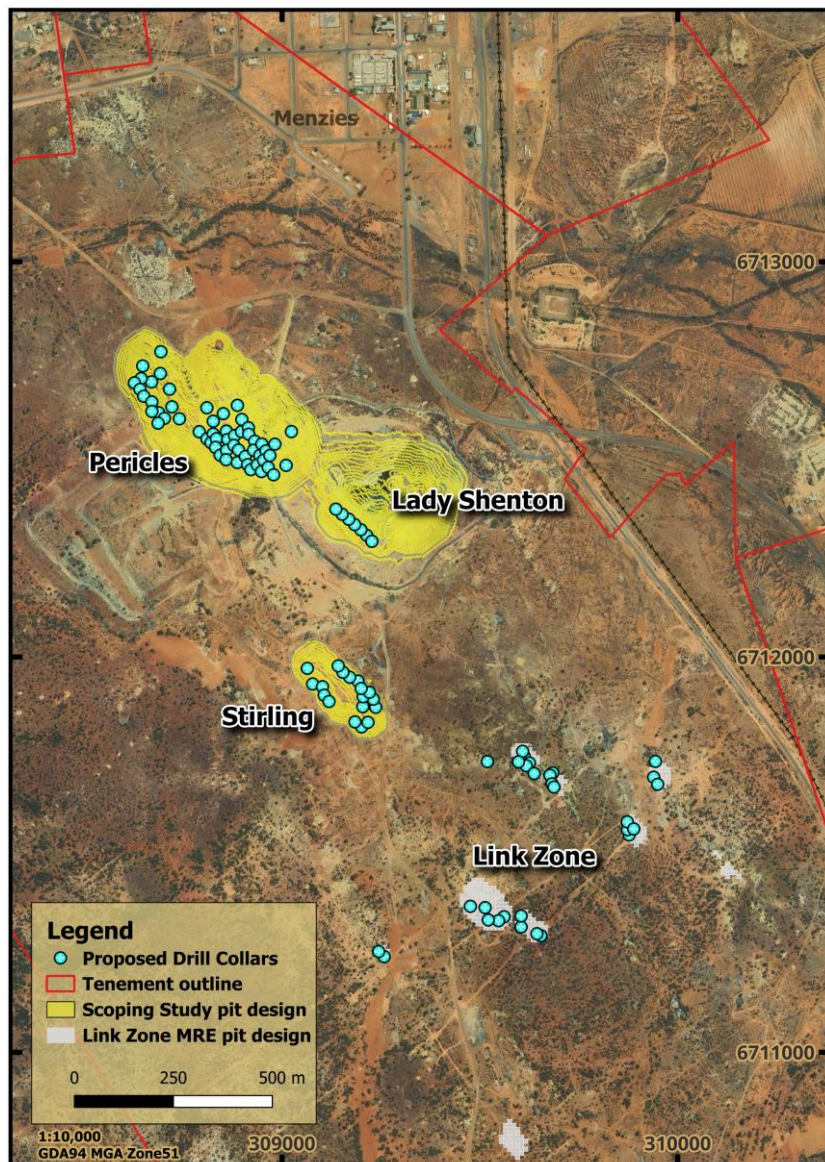 Menzies
6713000
Pericles
Lady Shenton
6712000
Stirling
Link Zone
Legend
Proposed Drill Collars
Tenement outline
Scoping Study pit design
Link Zone MRE pit design
6711000
0 250 500 m
1:10,000
GDA94 MGA Zone51
309000
310000